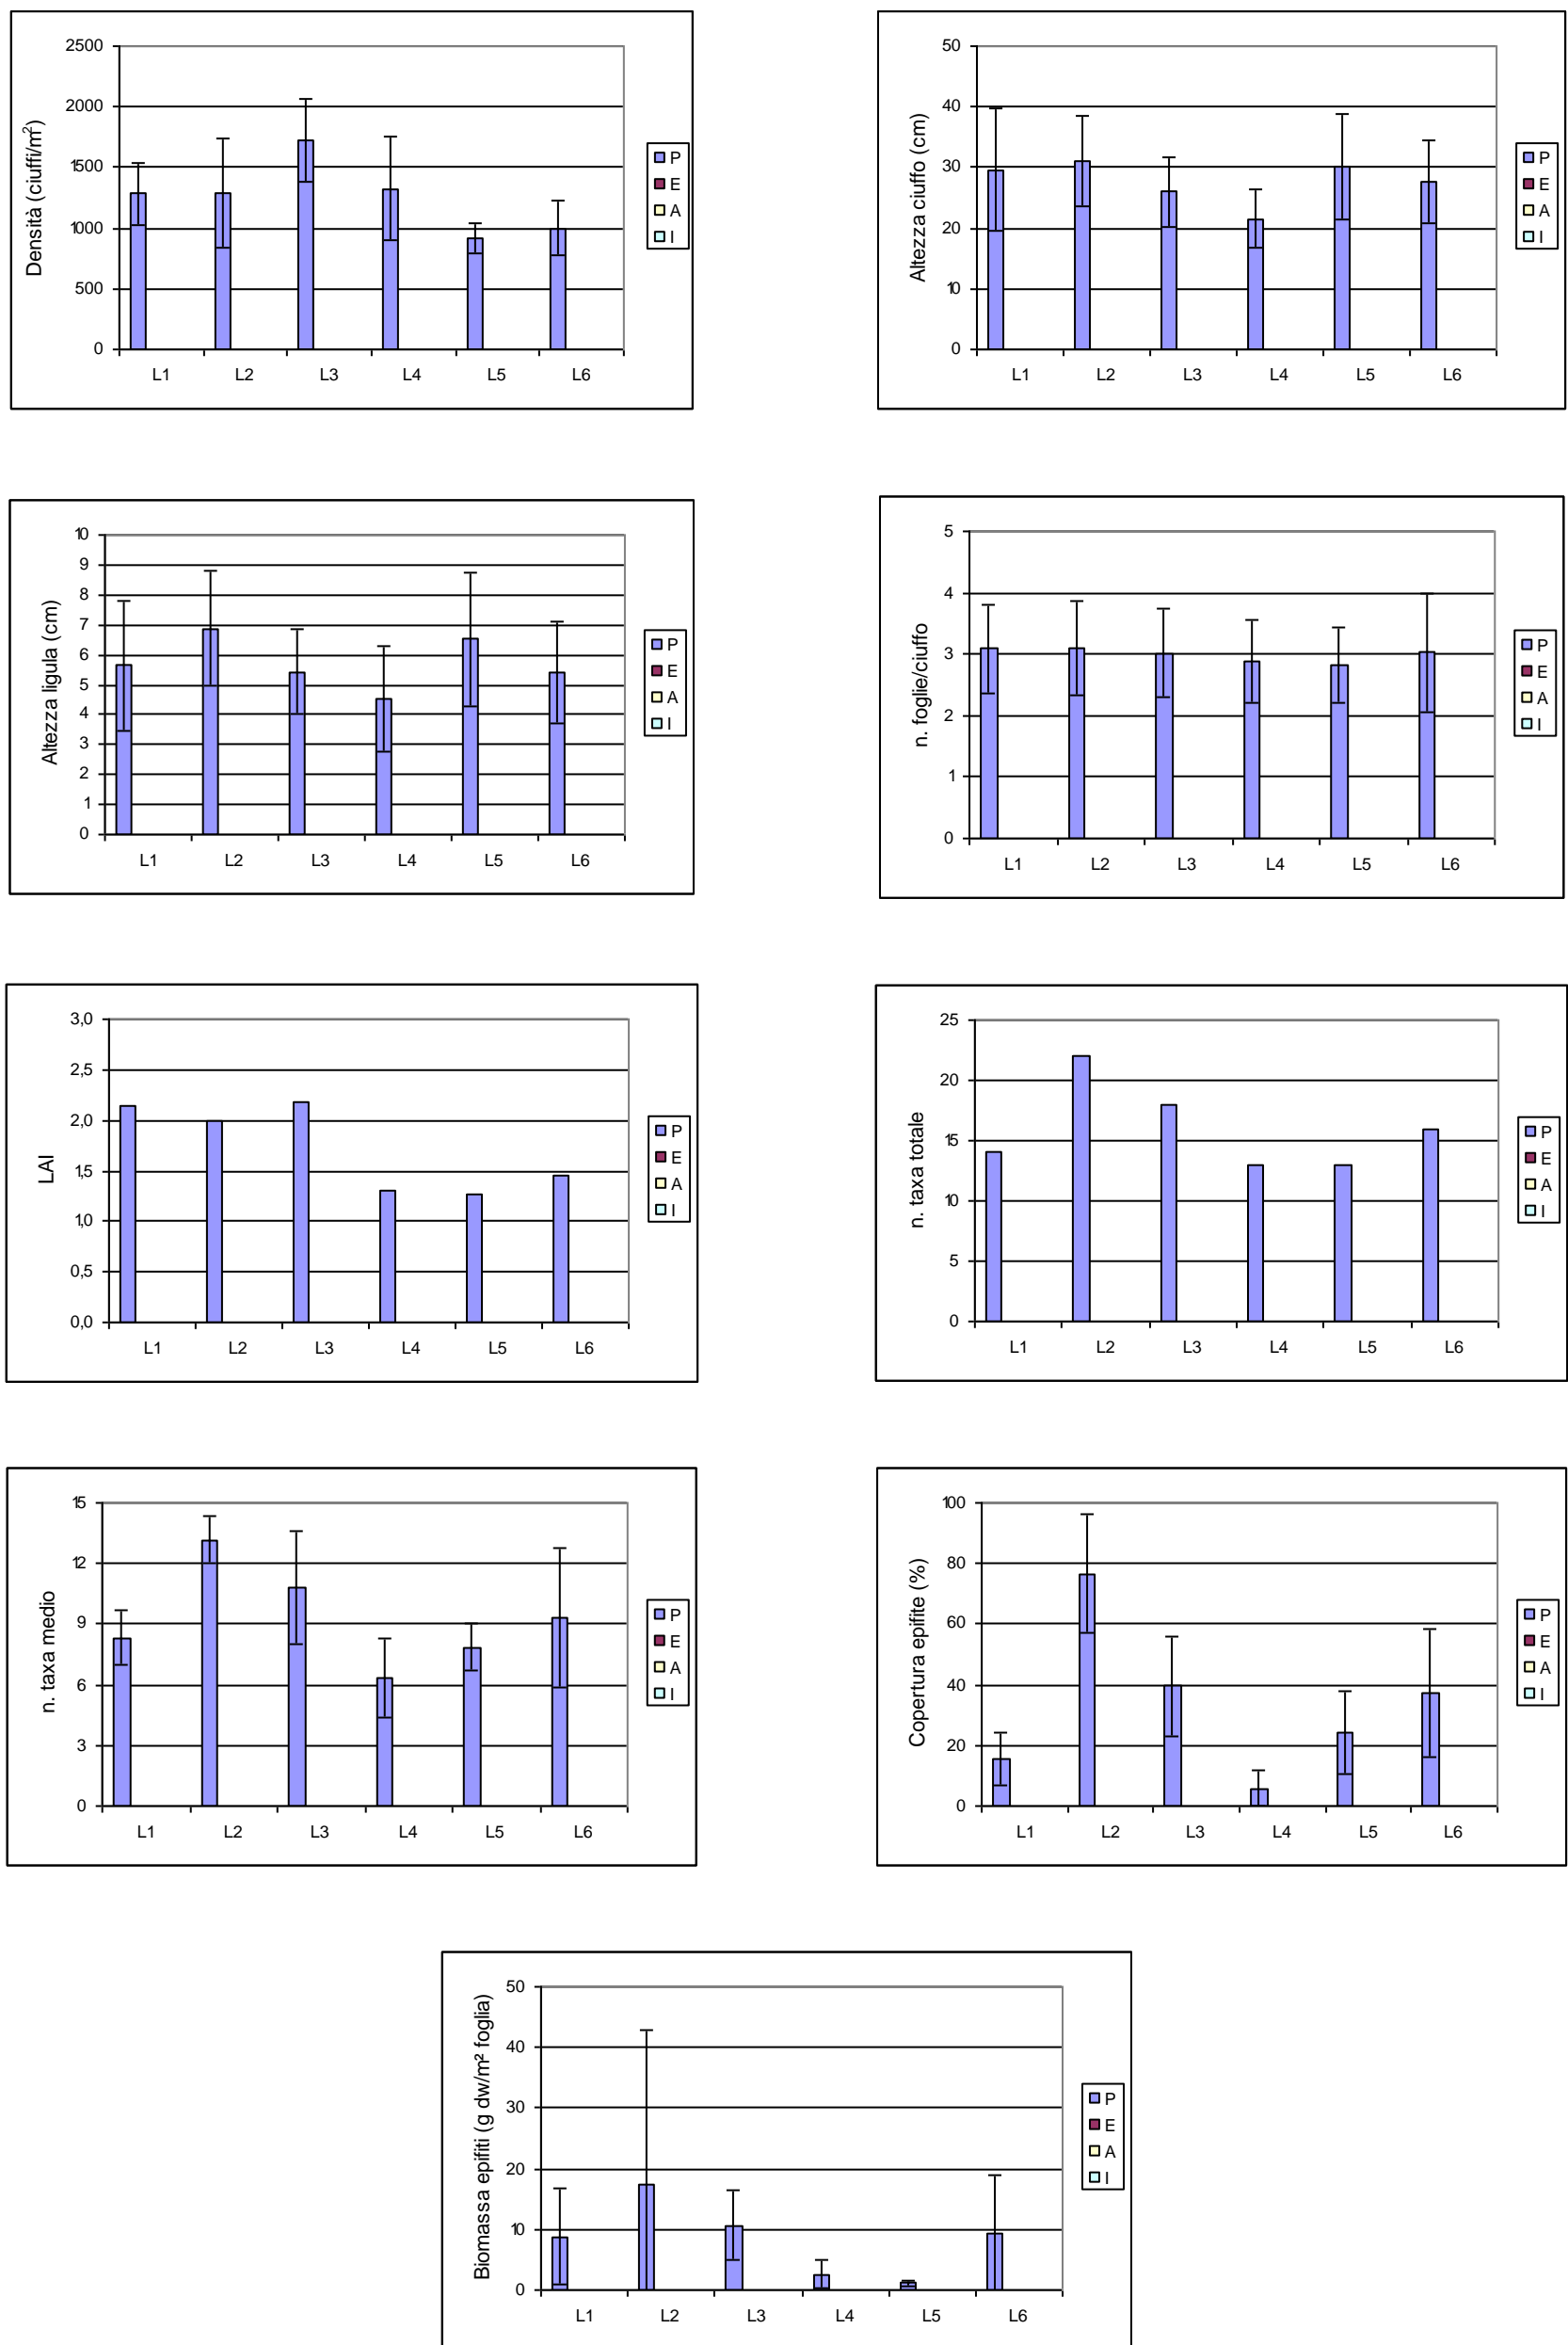 Densità (ciuffi/m²)
2500
2000
1500
1000
500
0
L1 L2 L3 L4 L5 L6
P
E
A
I
Altezza ciuffo (cm)
50
40
30
20
10
0
L1 L2 L3 L4 L5 L6
P
E
A
I
Altezza ligula (cm)
10
9
8
7
6
5
4
3
2
1
0
L1 L2 L3 L4 L5 L6
P
E
A
I
n. foglie/ciuffo
5
4
3
2
1
0
L1 L2 L3 L4 L5 L6
P
E
A
I
LAI
3,0
2,5
2,0
1,5
1,0
0,5
0,0
L1 L2 L3 L4 L5 L6
P
E
A
I
n. taxa totale
25
20
15
10
5
0
L1 L2 L3 L4 L5 L6
P
E
A
I
n. taxa medio
15
12
9
6
3
0
L1 L2 L3 L4 L5 L6
P
E
A
I
Copertura epifite (%)
100
80
60
40
20
0
L1 L2 L3 L4 L5 L6
P
E
A
I
Biomassa epifiti (g dw/m² foglia)
50
40
30
20
10
0
L1 L2 L3 L4 L5 L6
P
E
A
I